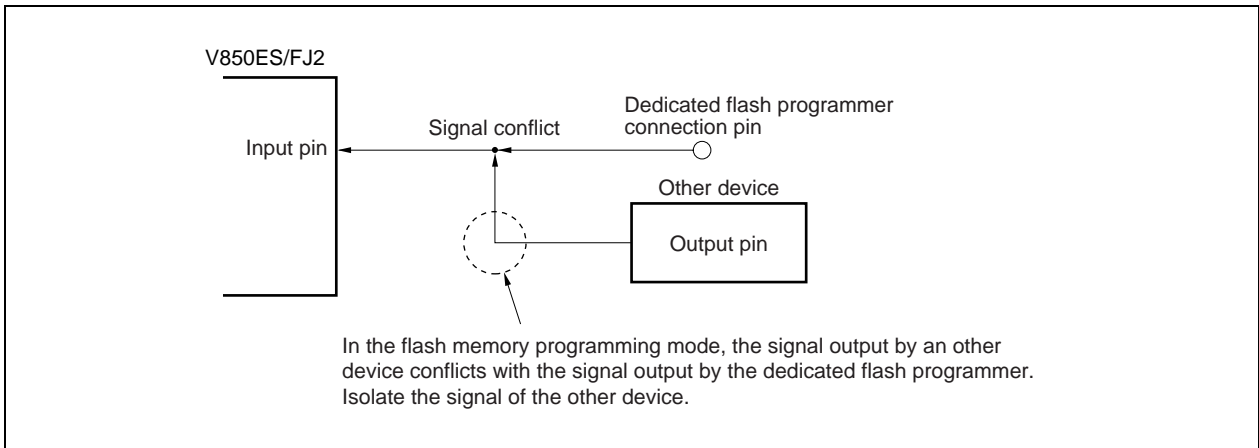 V850ES/FJ2
Dedicated flash programmer
connection pin
Signal conflict
Input pin
Other device
Output pin
In the flash memory programming mode, the signal output by an other
device conflicts with the signal output by the dedicated flash programmer.
Isolate the signal of the other device.